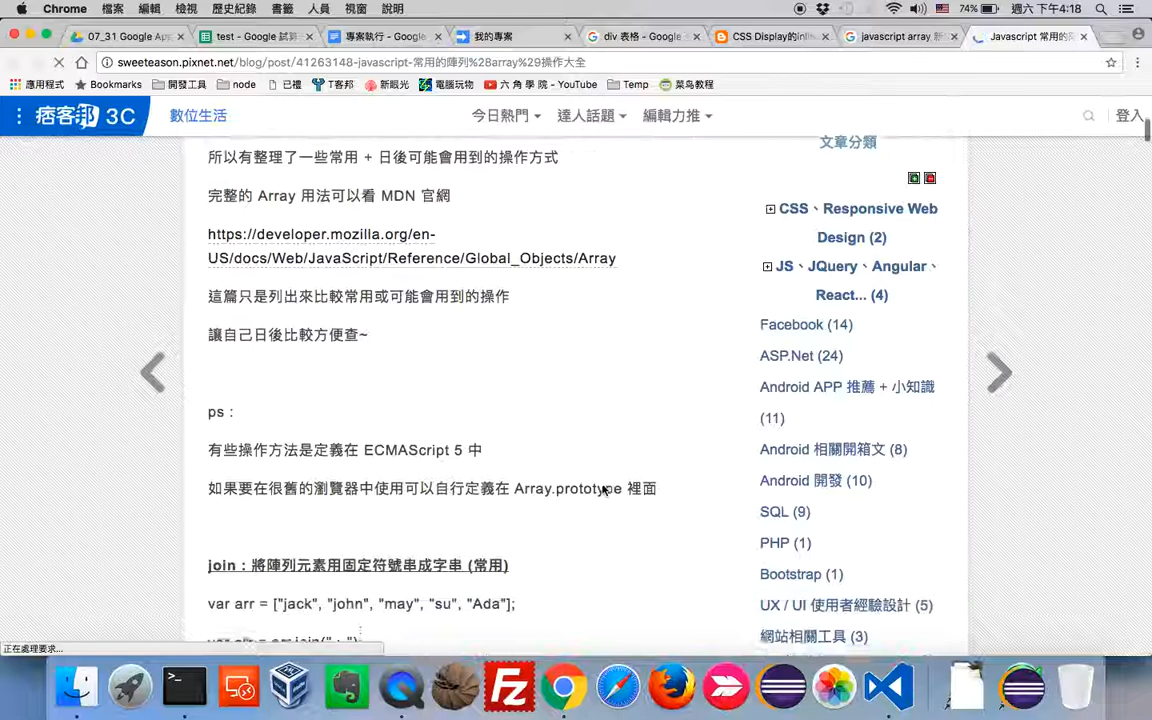 Chrome 檔案 編輯 檢視 歷史紀錄 書籤 人員 視窗 說明 74% 週六 下午4:18
07_31 Google App
test - Google 試算
專案執行 - Google
我的專案
div 表格 - Google
CSS Display的inli
javascript array 新
Javascript 常用的陣
sweeteason.pixnet.net/blog/post/41263148-javascript-常用的陣列%28array%29操作大全
應用程式 Bookmarks 開發工具 node 已禮 T客邦 新眼光 電腦玩物 六 角 學 院 - YouTube Temp 菜鸟教程
痞客邦 3C 數位生活 今日熱門 達人話題 編輯力推 登入
所以有整理了一些常用 + 日後可能會用到的操作方式
完整的 Array 用法可以看 MDN 官網
https://developer.mozilla.org/en-
US/docs/Web/JavaScript/Reference/Global_Objects/Array
這篇只是列出來比較常用或可能會用到的操作
讓自己日後比較方便查~
ps :
有些操作方法是定義在 ECMAScript 5 中
如果要在很舊的瀏覽器中使用可以自行定義在 Array.prototype 裡面
join : 將陣列元素用固定符號串成字串 (常用)
var arr = ["jack", "john", "may", "su", "Ada"];
文章分類
CSS、Responsive Web
Design (2)
JS、JQuery、Angular、
React... (4)
Facebook (14)
ASP.Net (24)
Android APP 推薦 + 小知識
(11)
Android 相關開箱文 (8)
Android 開發 (10)
SQL (9)
PHP (1)
Bootstrap (1)
UX / UI 使用者經驗設計 (5)
網站相關工具 (3)
正在處理要求...